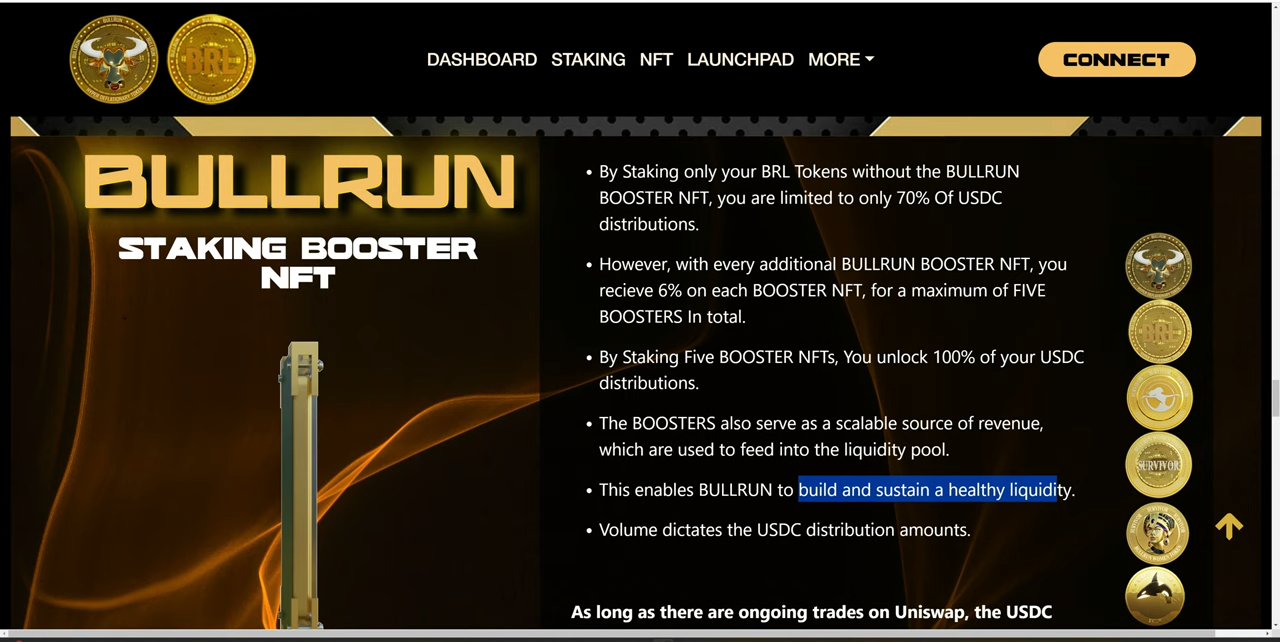 DASHBOARD STAKING NFT LAUNCHPAD MORE
CONNECT
BRL
BULLRUN
STAKING BOOSTER
NFT
• By Staking only your BRL Tokens without the BULLRUN
BOOSTER NFT, you are limited to only 70% Of USDC
distributions.
• However, with every additional BULLRUN BOOSTER NFT, you
recieve 6% on each BOOSTER NFT, for a maximum of FIVE
BOOSTERS In total.
• By Staking Five BOOSTER NFTs, You unlock 100% of your USDC
distributions.
• The BOOSTERS also serve as a scalable source of revenue,
which are used to feed into the liquidity pool.
• This enables BULLRUN to build and sustain a healthy liquidity.
• Volume dictates the USDC distribution amounts.
As long as there are ongoing trades on Uniswap, the USDC
BRL
SURVIVOR